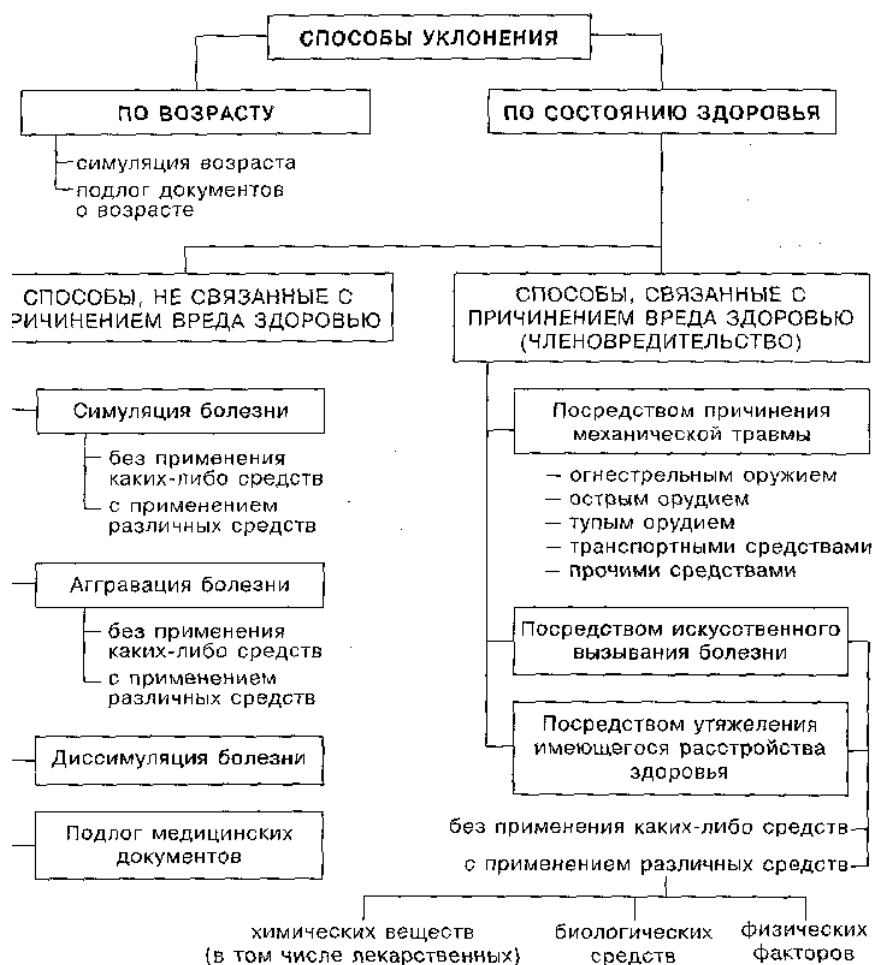 СПОСОБЫ УКЛОНЕНИЯ
ПО ВОЗРАСТУ
симуляция возраста
подлог документов
о возрасте
ПО СОСТОЯНИЮ ЗДОРОВЬЯ
СПОСОБЫ, НЕ СВЯЗАННЫЕ С
РИЧИНЕНИЕМ ВРЕДА ЗДОРОВЬЮ
Симуляция болезни
без применения
каких-либо средств
с применением
различных средств
Аггравация болезни
без применения
каких-либо средств
с применением
различных средств
Диссимуляция болезни
Подлог медицинских
документов
СПОСОБЫ, СВЯЗАННЫЕ С
ПРИЧИНЕНИЕМ ВРЕДА ЗДОРОВЬЮ
(ЧЛЕНОВРЕДИТЕЛЬСТВО)
Посредством причинения
механической травмы
– огнестрельным оружием
– острым орудием
– тупым орудием
– транспортными средствами
– прочими средствами
Посредством искусственного
вызывания болезни
Посредством утяжеления
имеющегося расстройства
здоровья
без применения каких-либо средств
с применением различных средств
химических веществ
(в том числе лекарственных)
биологических
средств
физических
факторов